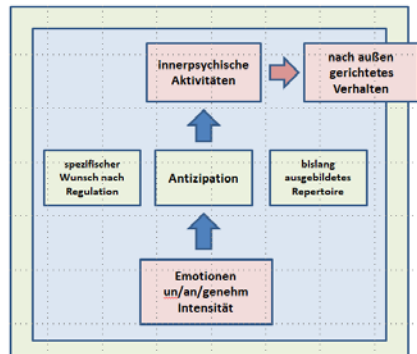 innerpsychische
Aktivitäten
nach außen
gerichtetes
Verhalten
spezifischer
Wunsch nach
Regulation
Antizipation
bislang
ausgebildetes
Repertoire
Emotionen
un/an/genehm
Intensität